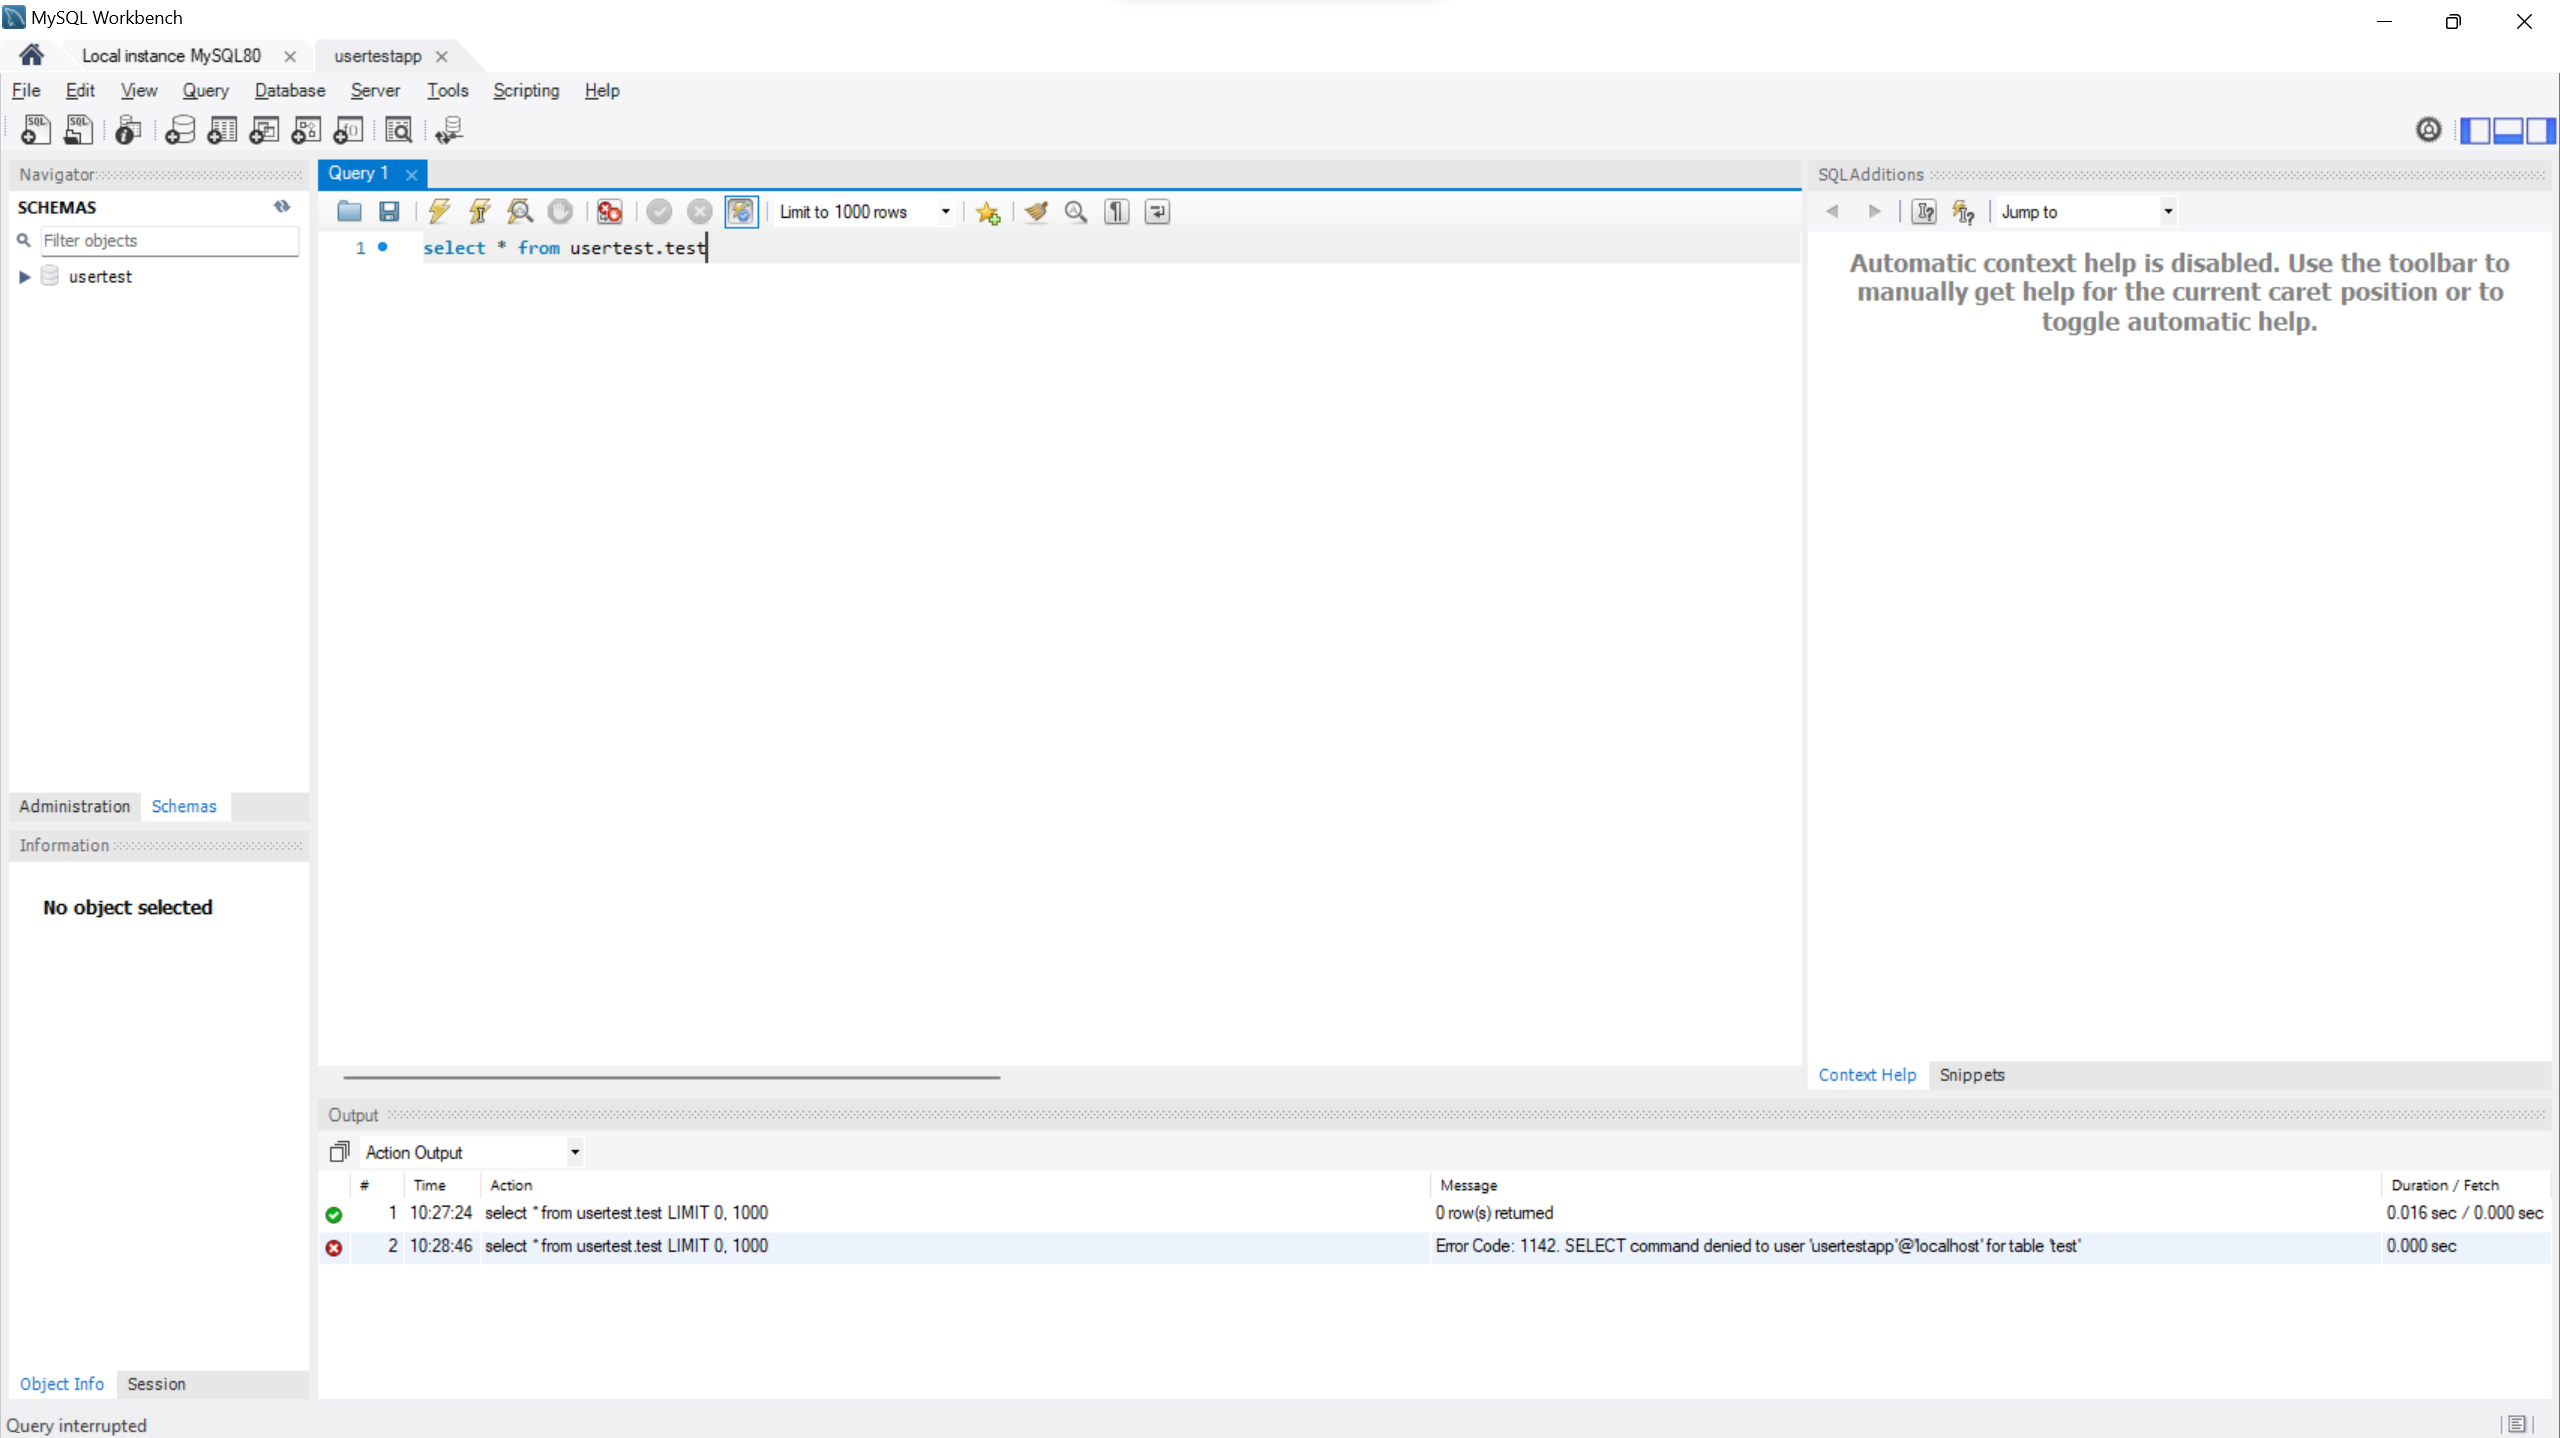 MySQL Workbench
Local instance MySQL80
usertestapp
File Edit View Query Database Server Tools Scripting Help
Navigator
SCHEMAS
Filter objects
usertest
Administration Schemas
Information
No object selected
Object Info Session
Query interrupted
Query 1
Limit to 1000 rows
1 select * from usertest.test
SQLAdditions
Jump to
Automatic context help is disabled. Use the toolbar to
manually get help for the current caret position or to
toggle automatic help.
Context Help Snippets
Output
Action Output
# Time Action Message Duration / Fetch
1 10:27:24 select * from usertest.test LIMIT 0, 1000 0 row(s) returned 0.016 sec / 0.000 sec
2 10:28:46 select * from usertest.test LIMIT 0, 1000 Error Code: 1142. SELECT command denied to user 'usertestapp'@'localhost' for table 'test' 0.000 sec